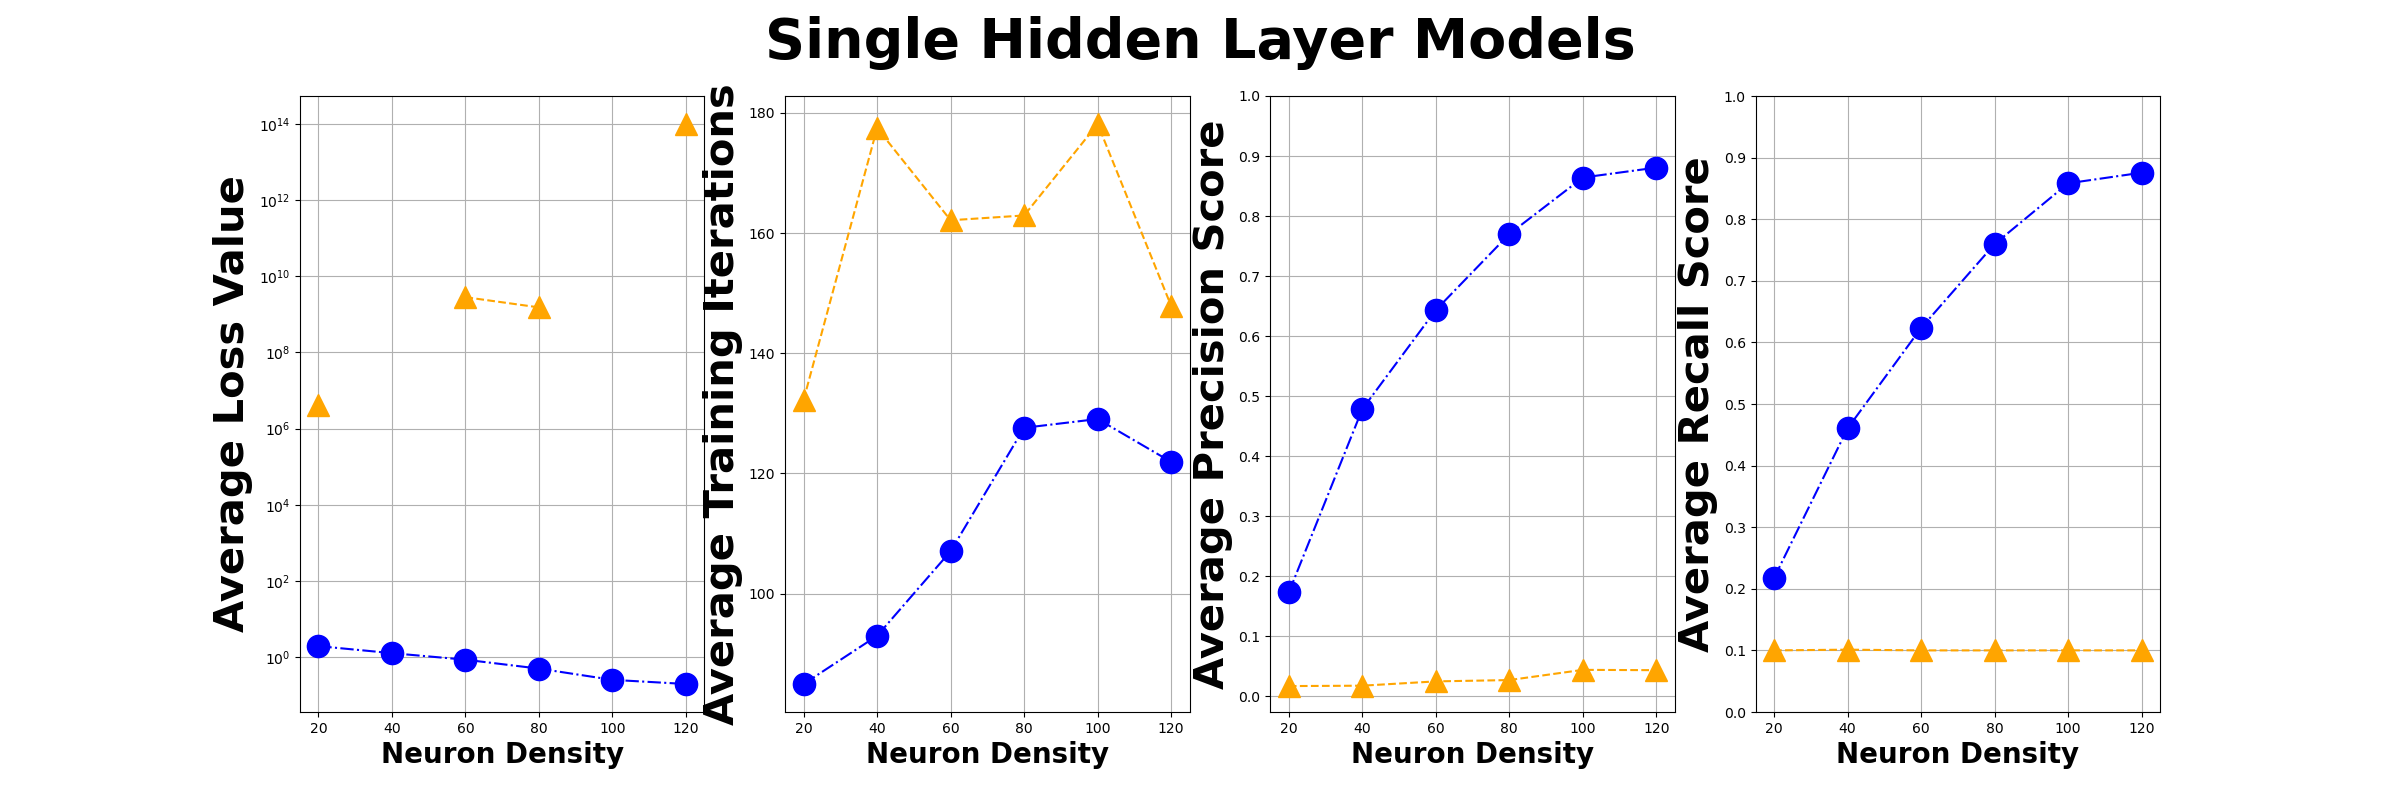 Single Hidden Layer Models
Average Loss Value
10^14
10^12
10^10
10^8
10^6
10^4
10^2
10^0
20 40 60 80 100 120
Neuron Density
Average Training Iterations
180
160
140
120
100
20 40 60 80 100 120
Neuron Density
Average Precision Score
1.0
0.9
0.8
0.7
0.6
0.5
0.4
0.3
0.2
0.1
0.0
20 40 60 80 100 120
Neuron Density
Average Recall Score
1.0
0.9
0.8
0.7
0.6
0.5
0.4
0.3
0.2
0.1
0.0
20 40 60 80 100 120
Neuron Density